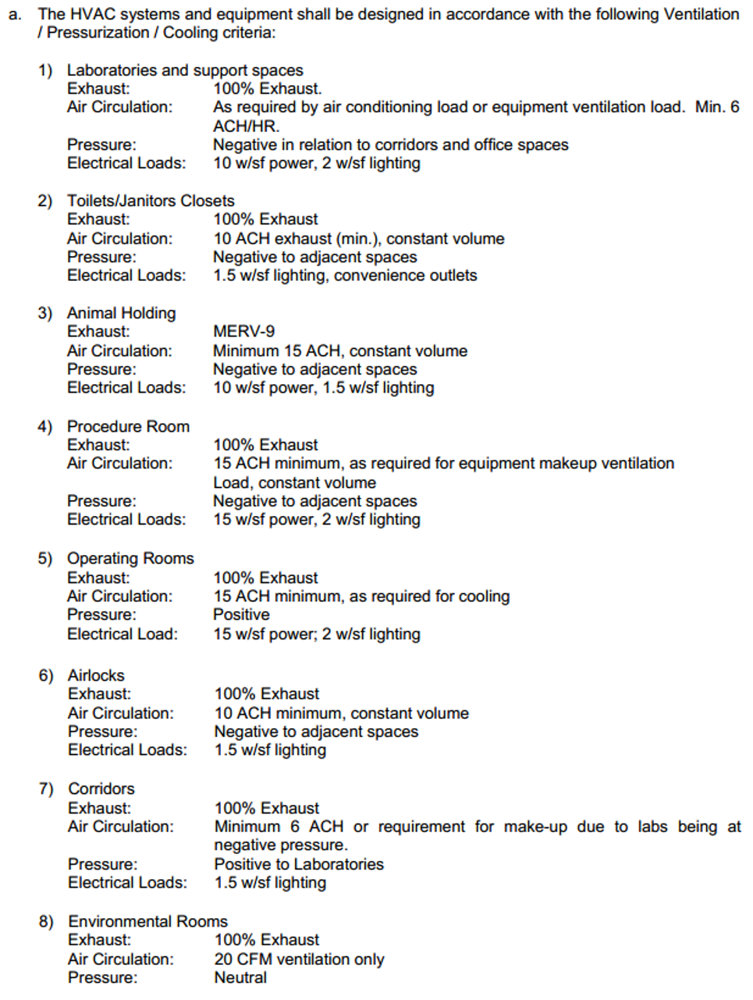 a. The HVAC systems and equipment shall be designed in accordance with the following Ventilation
/ Pressurization / Cooling criteria:
1) Laboratories and support spaces
Exhaust: 100% Exhaust.
Air Circulation: As required by air conditioning load or equipment ventilation load. Min. 6
ACH/HR.
Pressure: Negative in relation to corridors and office spaces
Electrical Loads: 10 w/sf power, 2 w/sf lighting
2) Toilets/Janitors Closets
Exhaust: 100% Exhaust
Air Circulation: 10 ACH exhaust (min.), constant volume
Pressure: Negative to adjacent spaces
Electrical Loads: 1.5 w/sf lighting, convenience outlets
3) Animal Holding
Exhaust: MERV-9
Air Circulation: Minimum 15 ACH, constant volume
Pressure: Negative to adjacent spaces
Electrical Loads: 10 w/sf power, 1.5 w/sf lighting
4) Procedure Room
Exhaust: 100% Exhaust
Air Circulation: 15 ACH minimum, as required for equipment makeup ventilation
Load, constant volume
Pressure: Negative to adjacent spaces
Electrical Loads: 15 w/sf power, 2 w/sf lighting
5) Operating Rooms
Exhaust: 100% Exhaust
Air Circulation: 15 ACH minimum, as required for cooling
Pressure: Positive
Electrical Load: 15 w/sf power; 2 w/sf lighting
6) Airlocks
Exhaust: 100% Exhaust
Air Circulation: 10 ACH minimum, constant volume
Pressure: Negative to adjacent spaces
Electrical Loads: 1.5 w/sf lighting
7) Corridors
Exhaust: 100% Exhaust
Air Circulation: Minimum 6 ACH or requirement for make-up due to labs being at
negative pressure.
Pressure: Positive to Laboratories
Electrical Loads: 1.5 w/sf lighting
8) Environmental Rooms
Exhaust: 100% Exhaust
Air Circulation: 20 CFM ventilation only
Pressure: Neutral